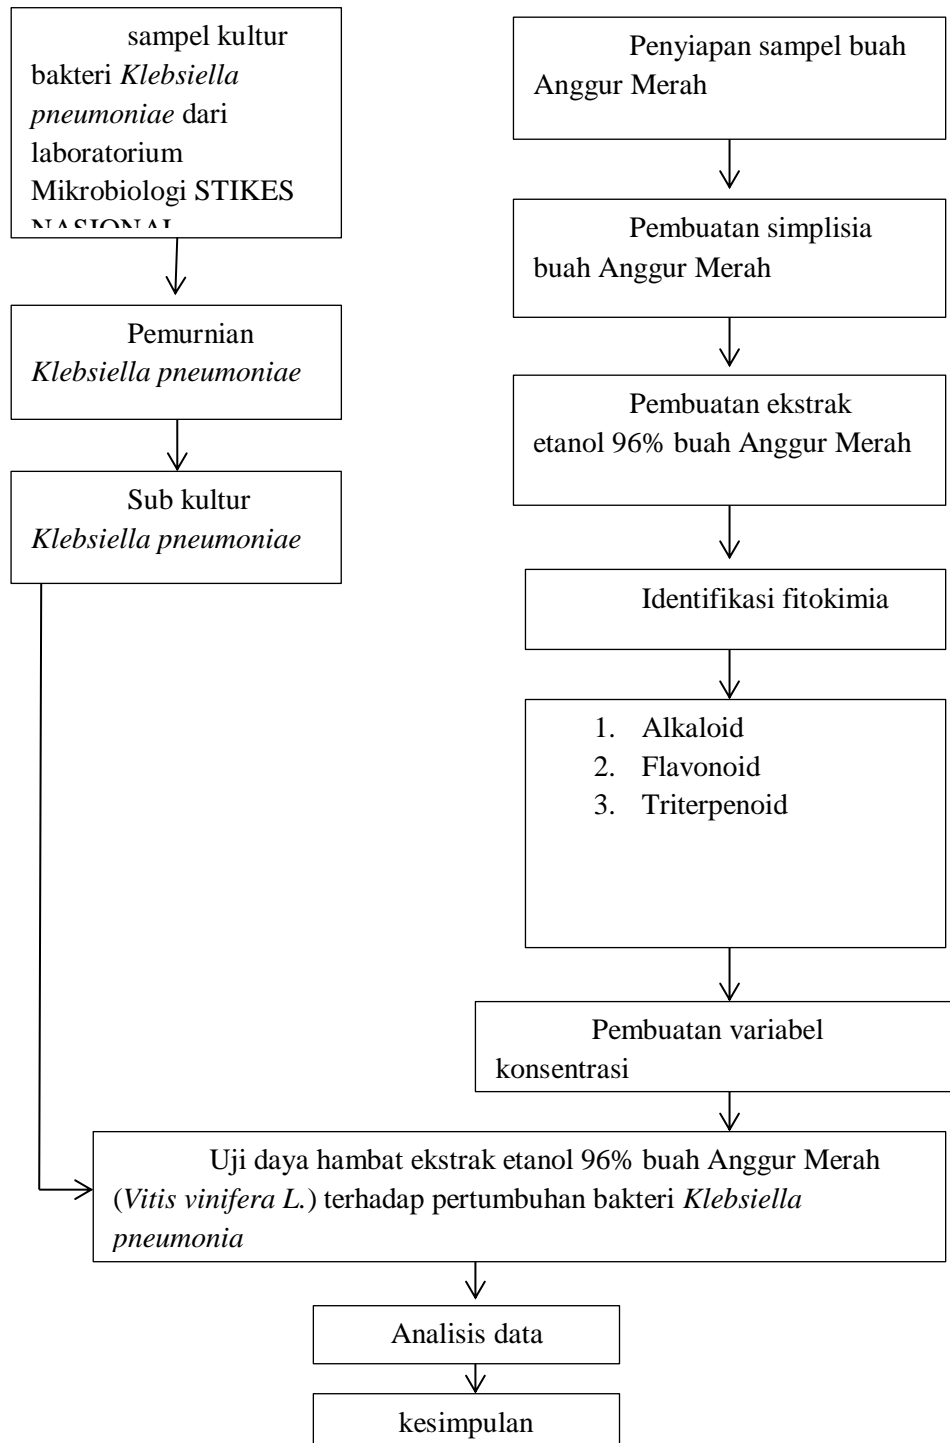 sampel kultur
bakteri Klebsiella
pneumoniae dari
laboratorium
Mikrobiologi STIKES
NASIONAL
Pemurnian
Klebsiella pneumoniae
Sub kultur
Klebsiella pneumoniae
Penyiapan sampel buah
Anggur Merah
Pembuatan simplisia
buah Anggur Merah
Pembuatan ekstrak
etanol 96% buah Anggur Merah
Identifikasi fitokimia
1. Alkaloid
2. Flavonoid
3. Triterpenoid
Pembuatan variabel
konsentrasi
Uji daya hambat ekstrak etanol 96% buah Anggur Merah
(Vitis vinifera L.) terhadap pertumbuhan bakteri Klebsiella
pneumonia
Analisis data
kesimpulan